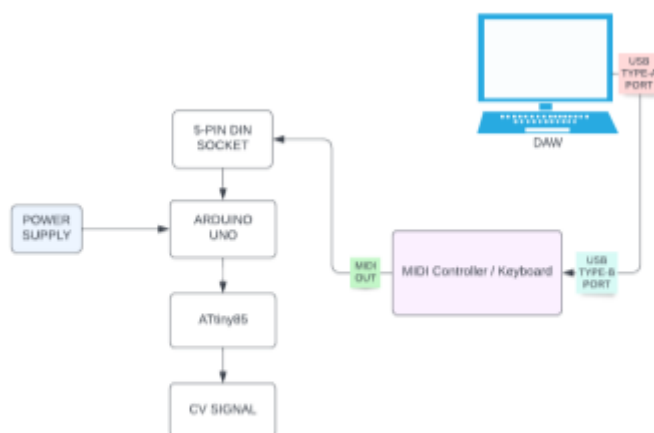 USB
TYPE-A
PORT
DAW
5-PIN DIN
SOCKET
POWER
SUPPLY
ARDUINO
UNO
MIDI
OUT
MIDI Controller / Keyboard
USB
TYPE-B
PORT
ATtiny85
CV SIGNAL